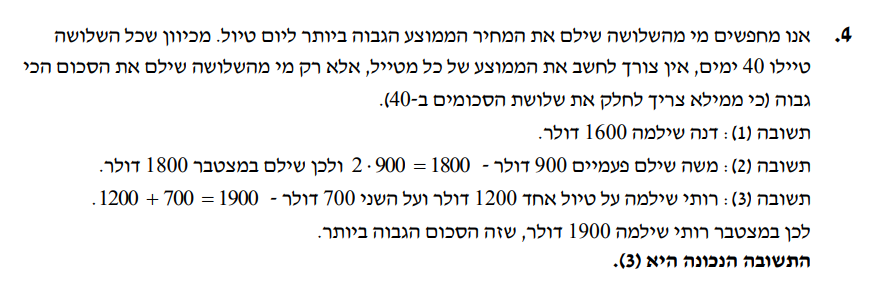 4. אנו מחפשים מי מהשלושה שילם את המחיר הממוצע הגבוה ביותר ליום טיול. מכיוון שכל השלושה
טיילו 40 ימים, אין צורך לחשב את הממוצע של כל מטייל, אלא רק מי מהשלושה שילם את הסכום הכי
גבוה (כי ממילא צריך לחלק את שלושת הסכומים ב-40).
תשובה (1): דנה שילמה 1600 דולר.
תשובה (2): משה שילם פעמיים 900 דולר - 2 · 900 = 1800 ולכן שילם במצטבר 1800 דולר.
תשובה (3): רותי שילמה על טיול אחד 1200 דולר ועל השני 700 דולר - 1200 + 700 = 1900.
לכן במצטבר רותי שילמה 1900 דולר, שזה הסכום הגבוה ביותר.
התשובה הנכונה היא (3).